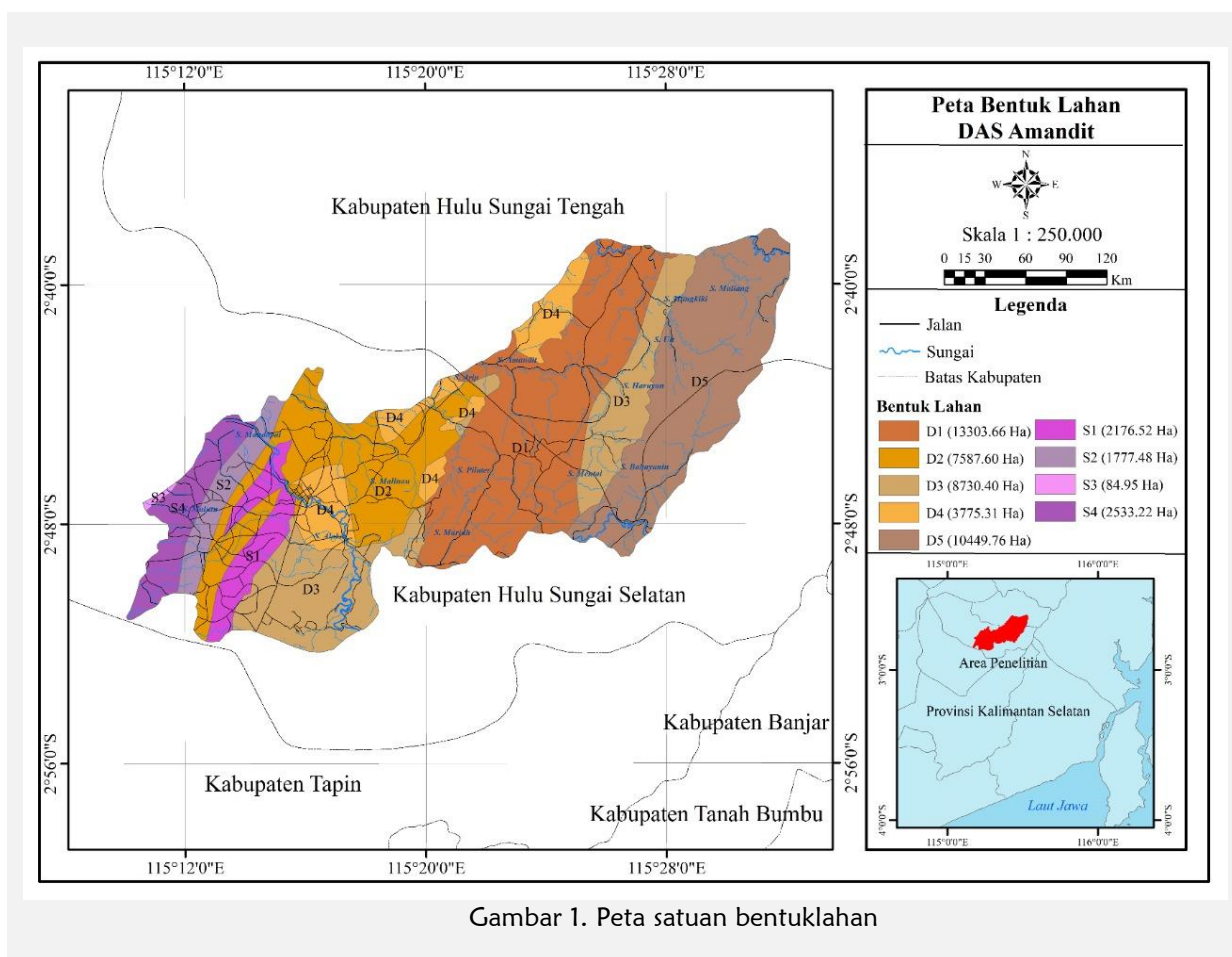 115°12'0"E 115°20'0"E 115°28'0"E
2°40'0"S
2°48'0"S
2°56'0"S
Kabupaten Hulu Sungai Tengah
Kabupaten Hulu Sungai Selatan
Kabupaten Banjar
Kabupaten Tapin
Kabupaten Tanah Bumbu
D4
S. Muliang
S. Uu
S. Amandit
D5
S. Haruyan
D3
D4
D4
D1
S. Pilater
D4
S. Malinau
D2
S2
S3
S4
D4
S1
D3
S. Muruih
2°40'0"S
2°48'0"S
2°56'0"S
115°12'0"E 115°20'0"E 115°28'0"E
Peta Bentuk Lahan
DAS Amandit
N
W E
S
Skala 1 : 250.000
0 15 30 60 90 120
Km
Legenda
Jalan
Sungai
Batas Kabupaten
Bentuk Lahan
D1 (13303.66 Ha) S1 (2176.52 Ha)
D2 (7587.60 Ha) S2 (1777.48 Ha)
D3 (8730.40 Ha) S3 (84.95 Ha)
D4 (3775.31 Ha) S4 (2533.22 Ha)
D5 (10449.76 Ha)
115°0'0"E 116°0'0"E
Area Penelitian
3°0'0"S 3°0'0"S
Provinsi Kalimantan Selatan
Laut Jawa
4°0'0"S 4°0'0"S
115°0'0"E 116°0'0"E
Gambar 1. Peta satuan bentuklahan